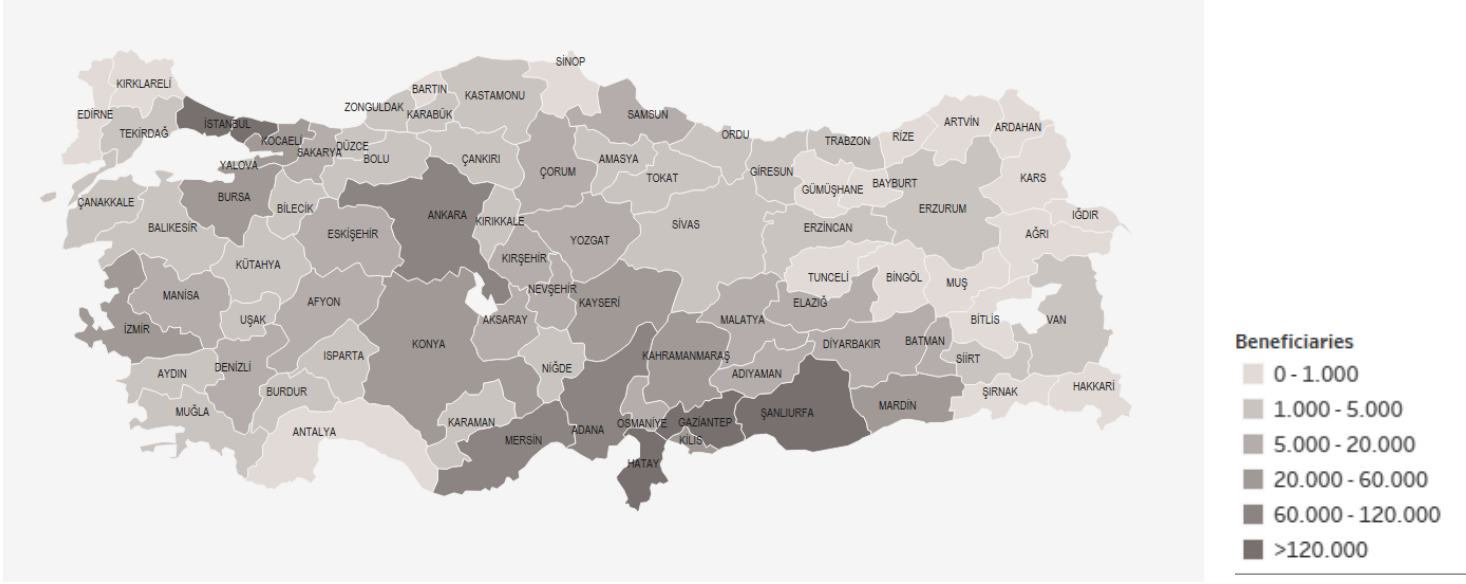 SİNOP
KIRKLARELİ
BARTIN
KASTAMONU
ZONGULDAK
KARABÜK
EDİRNE
TEKİRDAĞ
İSTANBUL
KOCAELİ
SAKARYA
DÜZCE
BOLU
ÇANKIRI
SAMSUN
ORDU
AMASYA
TOKAT
ÇORUM
GİRESUN
TRABZON
RİZE
ARTVİN
ARDAHAN
YALOVA
BURSA
BİLECİK
ÇANAKKALE
BALIKESİR
ESKİŞEHİR
ANKARA
KIRIKKALE
YOZGAT
SİVAS
GÜMÜŞHANE
BAYBURT
ERZİNCAN
ERZURUM
KARS
IĞDIR
AĞRI
KÜTAHYA
KIRŞEHİR
NEVŞEHİR
KAYSERİ
TUNCELİ
BİNGÖL
MUŞ
MANİSA
AFYON
UŞAK
İZMİR
AKSARAY
MALATYA
ELAZIĞ
BİTLİS
VAN
KONYA
ISPARTA
DENİZLİ
AYDIN
BURDUR
MUĞLA
ANTALYA
NİĞDE
KAHRAMANMARAŞ
ADIYAMAN
DİYARBAKIR
BATMAN
SİİRT
ŞIRNAK
HAKKARİ
KARAMAN
MERSİN
ADANA
OSMANİYE
GAZİANTEP
KİLİS
HATAY
ŞANLIURFA
MARDİN
Beneficiaries
0 - 1.000
1.000 - 5.000
5.000 - 20.000
20.000 - 60.000
60.000 - 120.000
>120.000